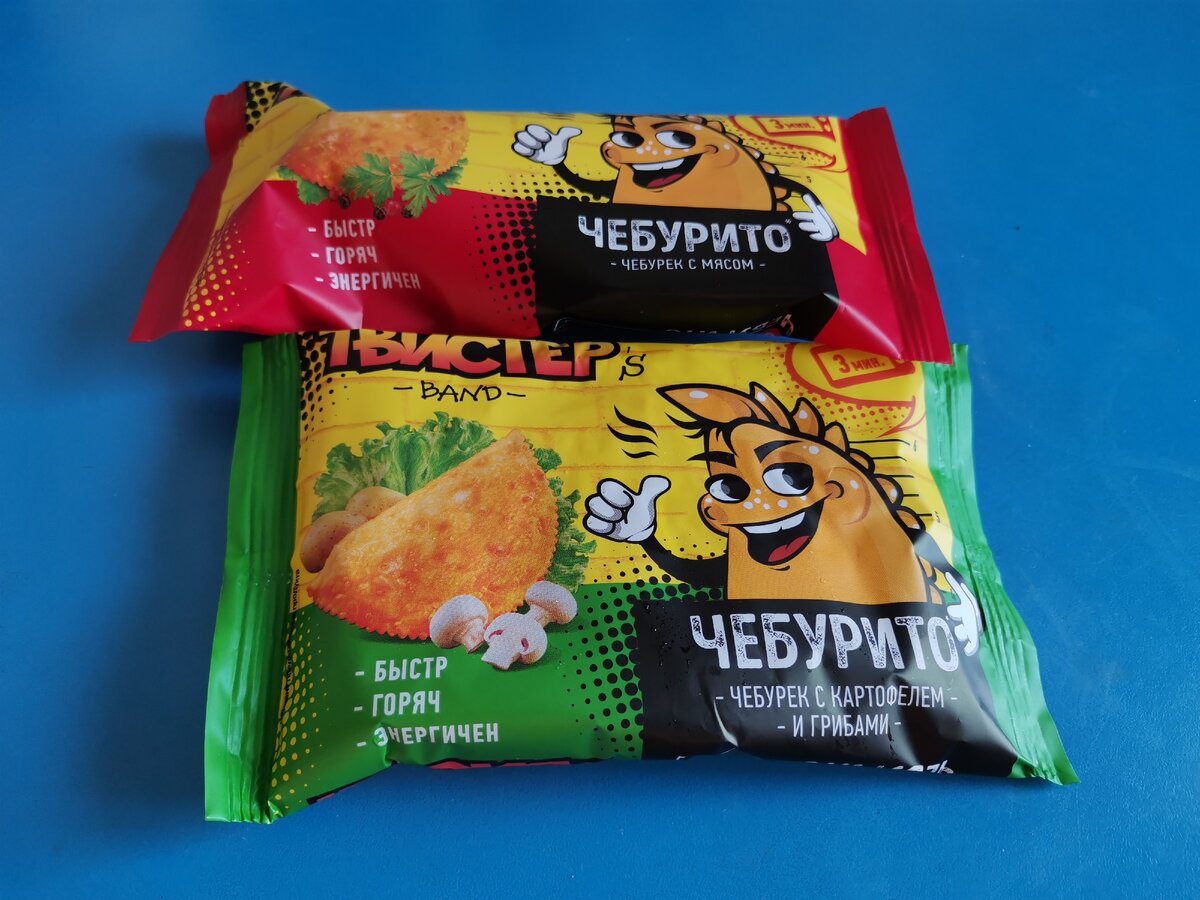 3 мин.
- БЫСТР
- ГОРЯЧ
- ЭНЕРГИЧЕН
ЧЕБУРИТО
- ЧЕБУРЕК С МЯСОМ -
ТВИСТЕР'S
- BAND -
3 мин.
- БЫСТР
- ГОРЯЧ
- ЭНЕРГИЧЕН
ЧЕБУРИТО
- ЧЕБУРЕК С КАРТОФЕЛЕМ -
- И ГРИБАМИ -